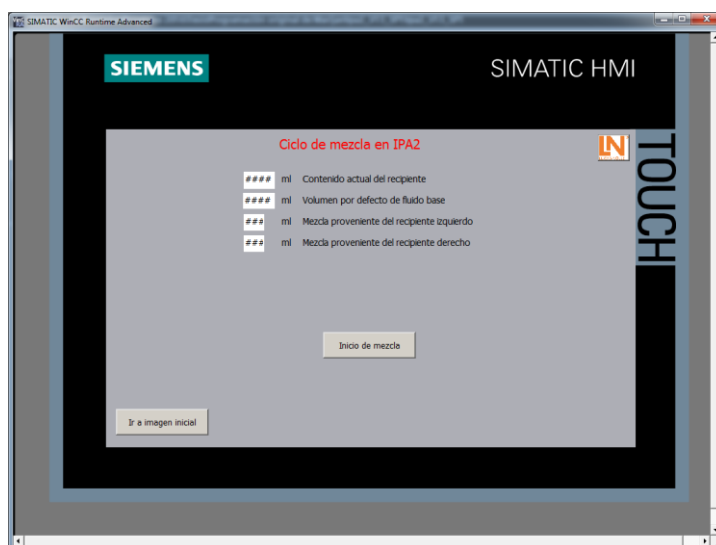 SIMATIC WinCC Runtime Advanced
SIEMENS
SIMATIC HMI
TOUCH
Ciclo de mezcla en IPA2
LN
#### ml Contenido actual del recipiente
#### ml Volumen por defecto de fluido base
### ml Mezcla proveniente del recipiente izquierdo
### ml Mezcla proveniente del recipiente derecho
Inicio de mezcla
Ir a imagen inicial